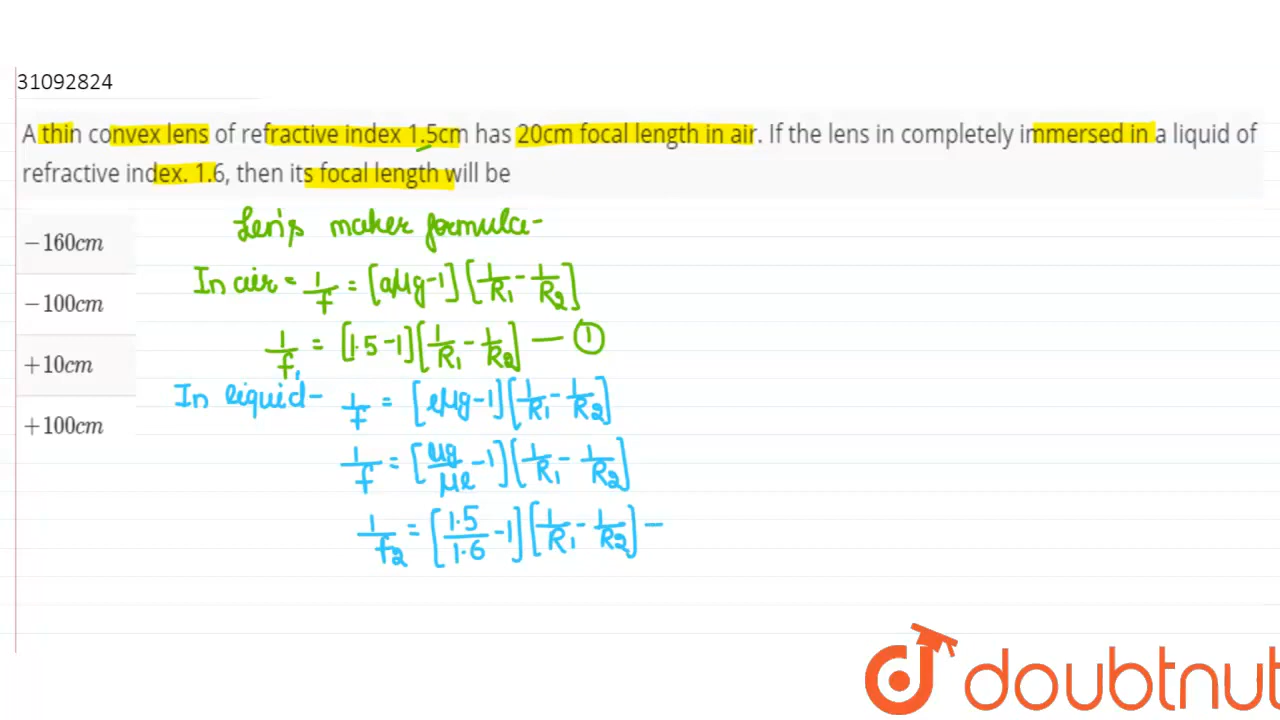 31092824
A thin convex lens of refractive index 1.5cm has 20cm focal length in air. If the lens in completely immersed in a liquid of
refractive index. 1.6, then its focal length will be
Len's maker formula-
−160cm
In air = 1/f = [aμg-1][1/R₁ - 1/R₂]
−100cm
1/f₁ = [1.5-1][1/R₁ - 1/R₂] — ①
+10cm
In liquid- 1/f = [lμg-1][1/R₁ - 1/R₂]
+100cm
1/f = [μg/μl -1][1/R₁ - 1/R₂]
1/f₂ = [1.5/1.6 -1][1/R₁ - 1/R₂] -
doubtnut